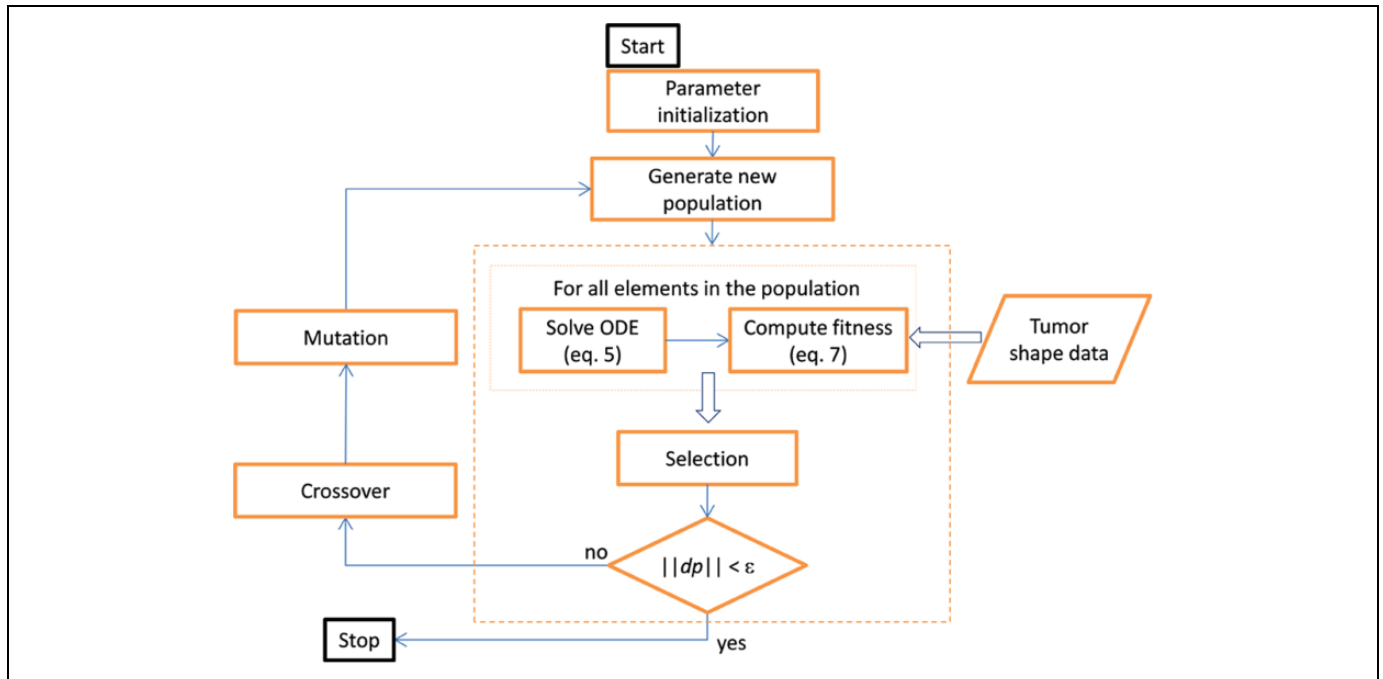 Start
Parameter
initialization
Generate new
population
For all elements in the population
Solve ODE
(eq. 5)
Compute fitness
(eq. 7)
Tumor
shape data
Mutation
Selection
Crossover
no
||dp|| < ε
yes
Stop